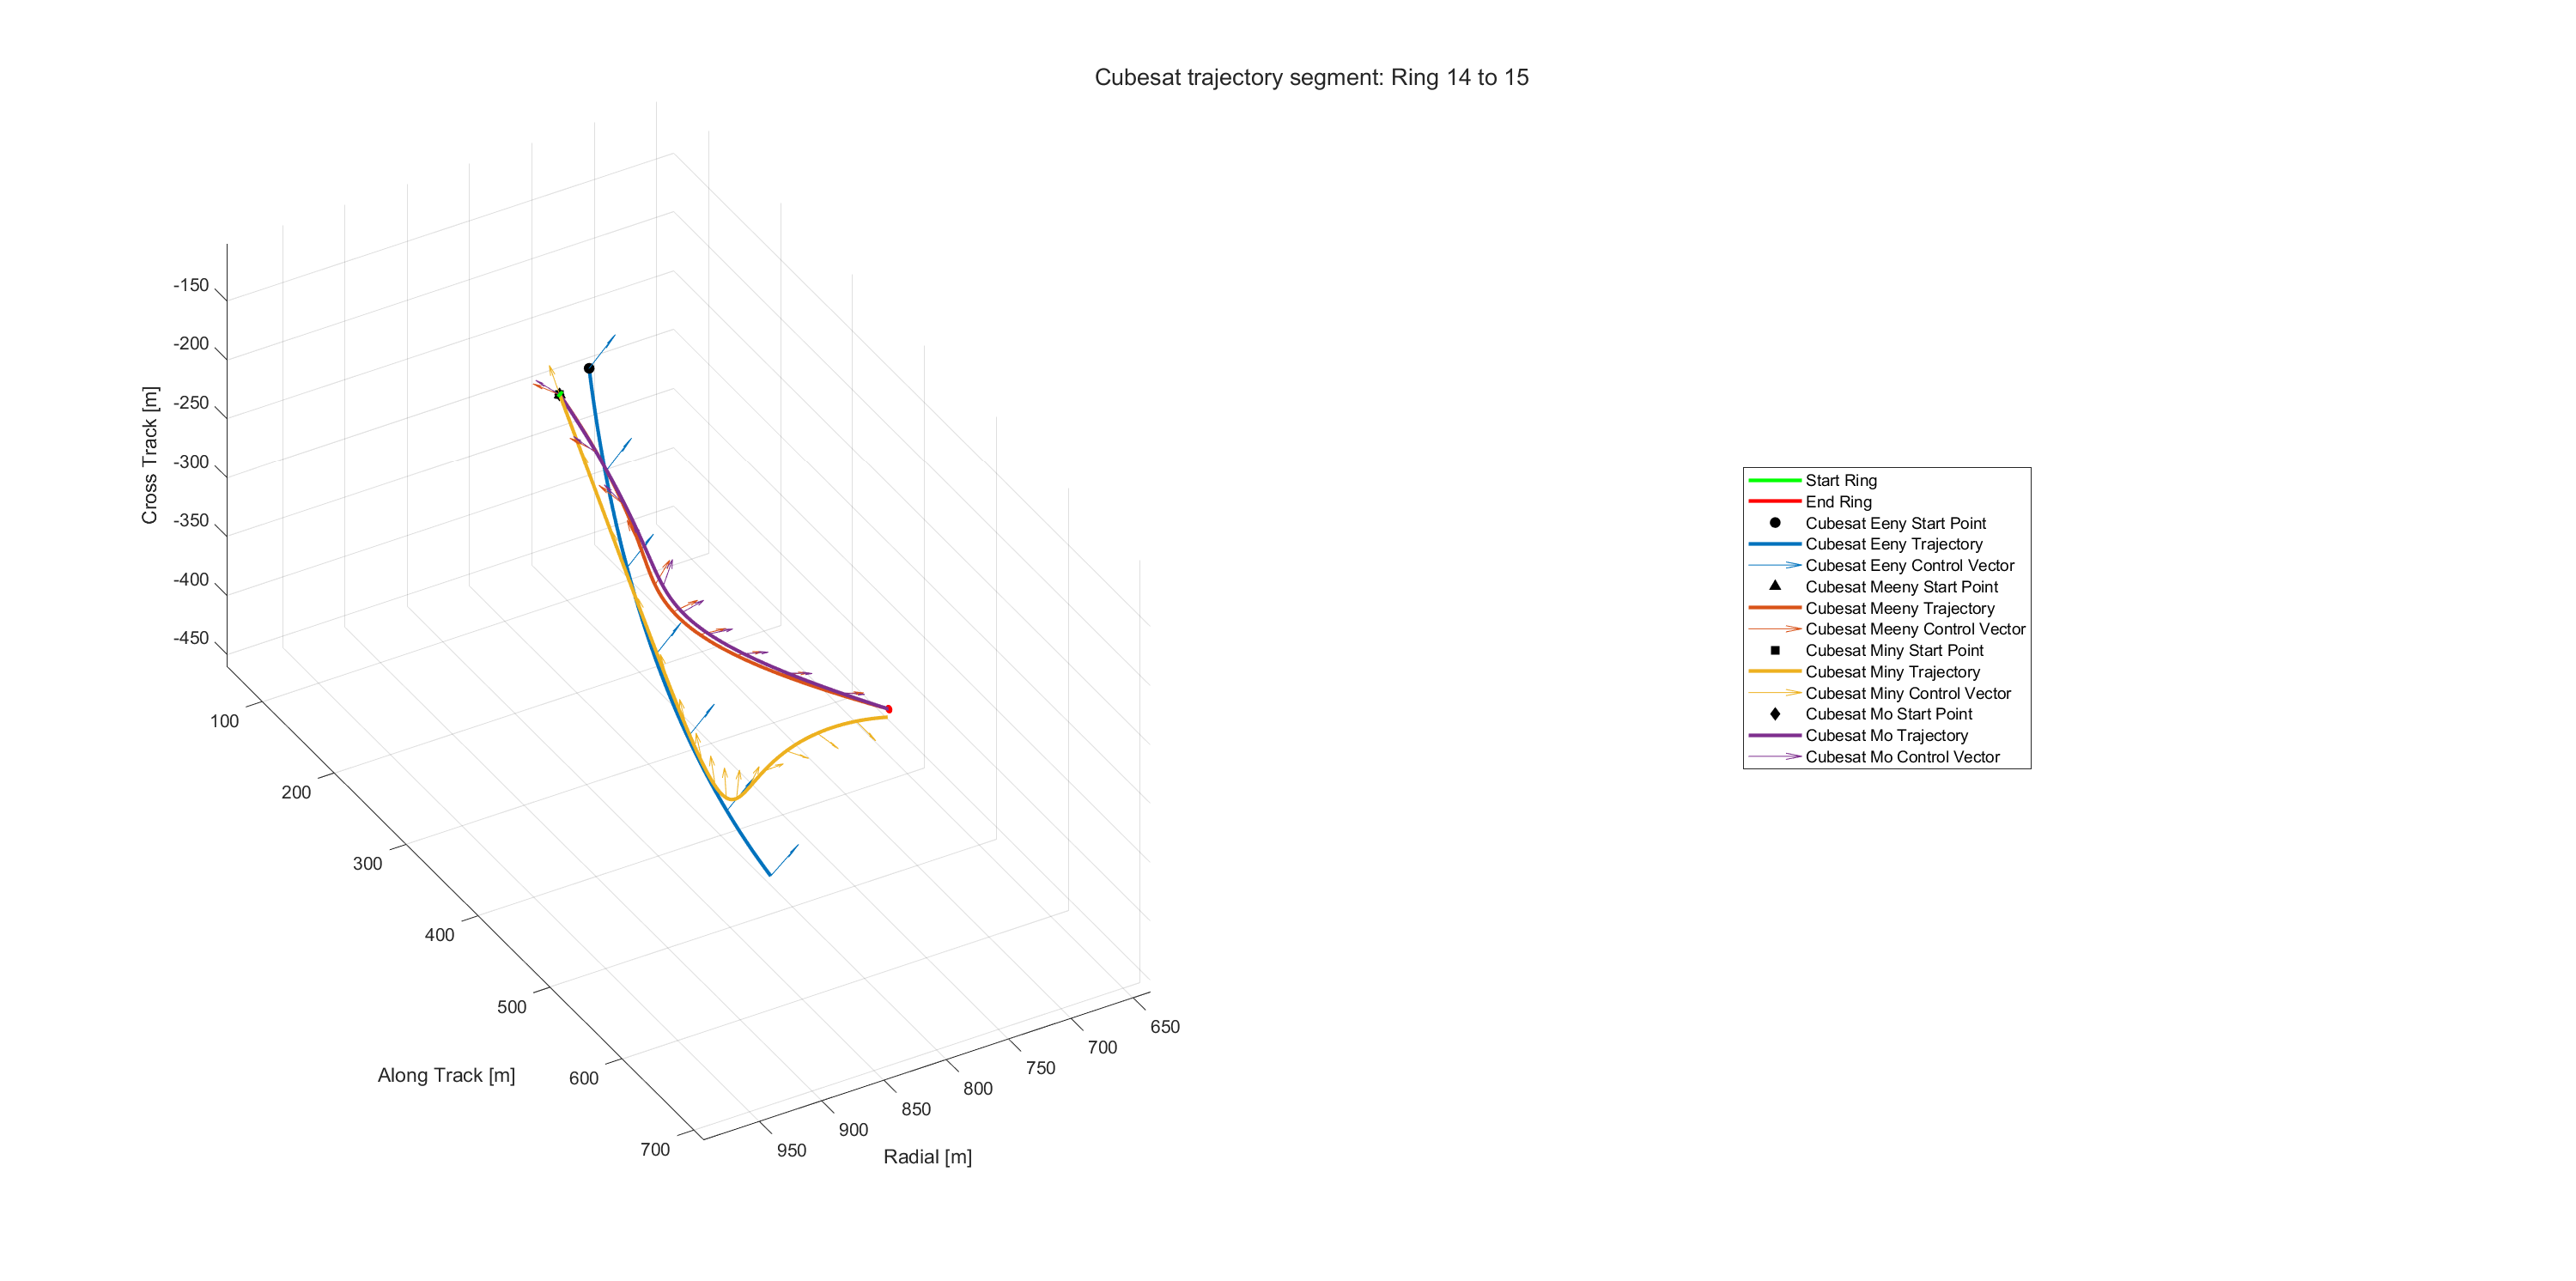 Cubesat trajectory segment: Ring 14 to 15
-150
-200
-250
-300
-350
-400
-450
Cross Track [m]
100
200
300
400
500
600
700
Along Track [m]
950
900
850
800
750
700
650
Radial [m]
Start Ring
End Ring
Cubesat Eeny Start Point
Cubesat Eeny Trajectory
Cubesat Eeny Control Vector
Cubesat Meeny Start Point
Cubesat Meeny Trajectory
Cubesat Meeny Control Vector
Cubesat Miny Start Point
Cubesat Miny Trajectory
Cubesat Miny Control Vector
Cubesat Mo Start Point
Cubesat Mo Trajectory
Cubesat Mo Control Vector